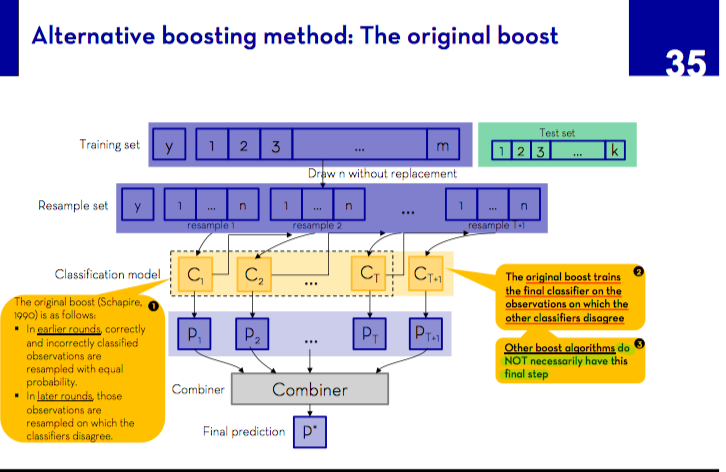 Alternative boosting method: The original boost
35
Test set
Training set y 1 2 3 ... m
1 2 3 ... k
Draw n without replacement
Resample set y 1 ... n 1 ... n ... 1 ... n
resample 1 resample 2 resample T+1
Classification model C1 C2 ... CT CT+1
The original boost (Schapire, 1
1990) is as follows:
▪ In earlier rounds, correctly
and incorrectly classified
observations are
resampled with equal
probability.
▪ In later rounds, those
observations are
resampled on which the
classifiers disagree.
The original boost trains 2
the final classifier on the
observations on which the
other classifiers disagree
Other boost algorithms do 3
NOT necessarily have this
final step
P1 P2 ... PT PT+1
Combiner Combiner
Final prediction P*